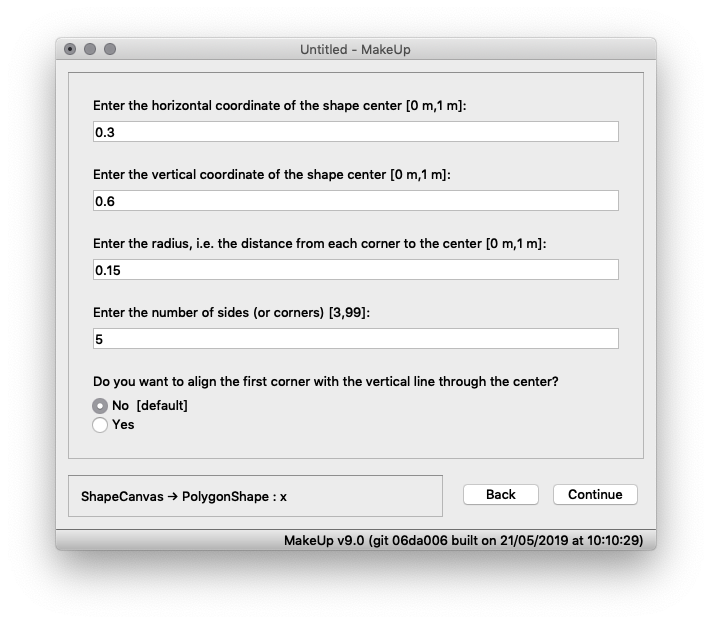 Untitled - MakeUp
Enter the horizontal coordinate of the shape center [0 m,1 m]:
0.3
Enter the vertical coordinate of the shape center [0 m,1 m]:
0.6
Enter the radius, i.e. the distance from each corner to the center [0 m,1 m]:
0.15
Enter the number of sides (or corners) [3,99]:
5
Do you want to align the first corner with the vertical line through the center?
No [default]
Yes
ShapeCanvas → PolygonShape : x
Back
Continue
MakeUp v9.0 (git 06da006 built on 21/05/2019 at 10:10:29)